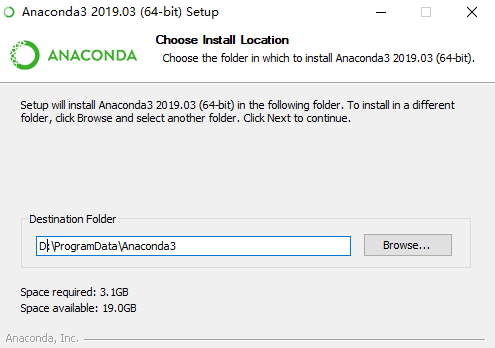 Anaconda3 2019.03 (64-bit) Setup
ANACONDA
Choose Install Location
Choose the folder in which to install Anaconda3 2019.03 (64-bit).
Setup will install Anaconda3 2019.03 (64-bit) in the following folder. To install in a different
folder, click Browse and select another folder. Click Next to continue.
Destination Folder
D:\ProgramData\Anaconda3
Browse...
Space required: 3.1GB
Space available: 19.0GB
Anaconda, Inc.